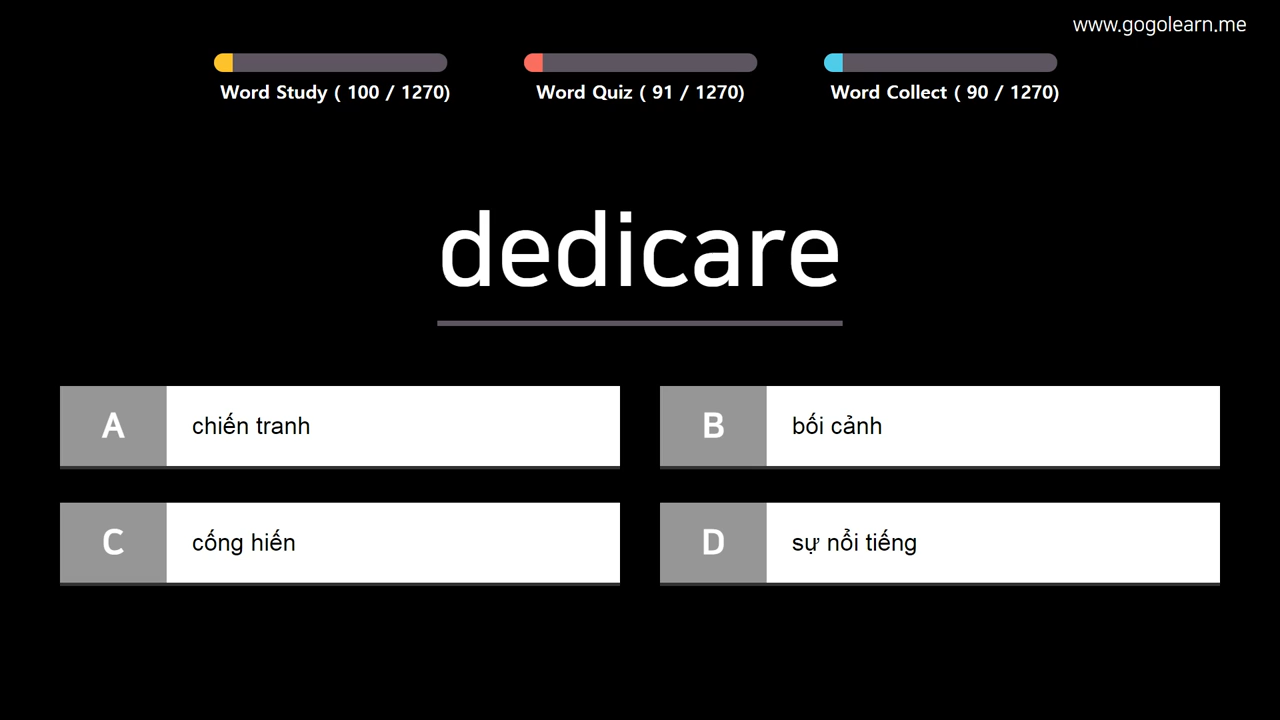 www.gogolearn.me
Word Study ( 100 / 1270)
Word Quiz ( 91 / 1270)
Word Collect ( 90 / 1270)
dedicare
A chiến tranh
B bối cảnh
C cống hiến
D sự nổi tiếng